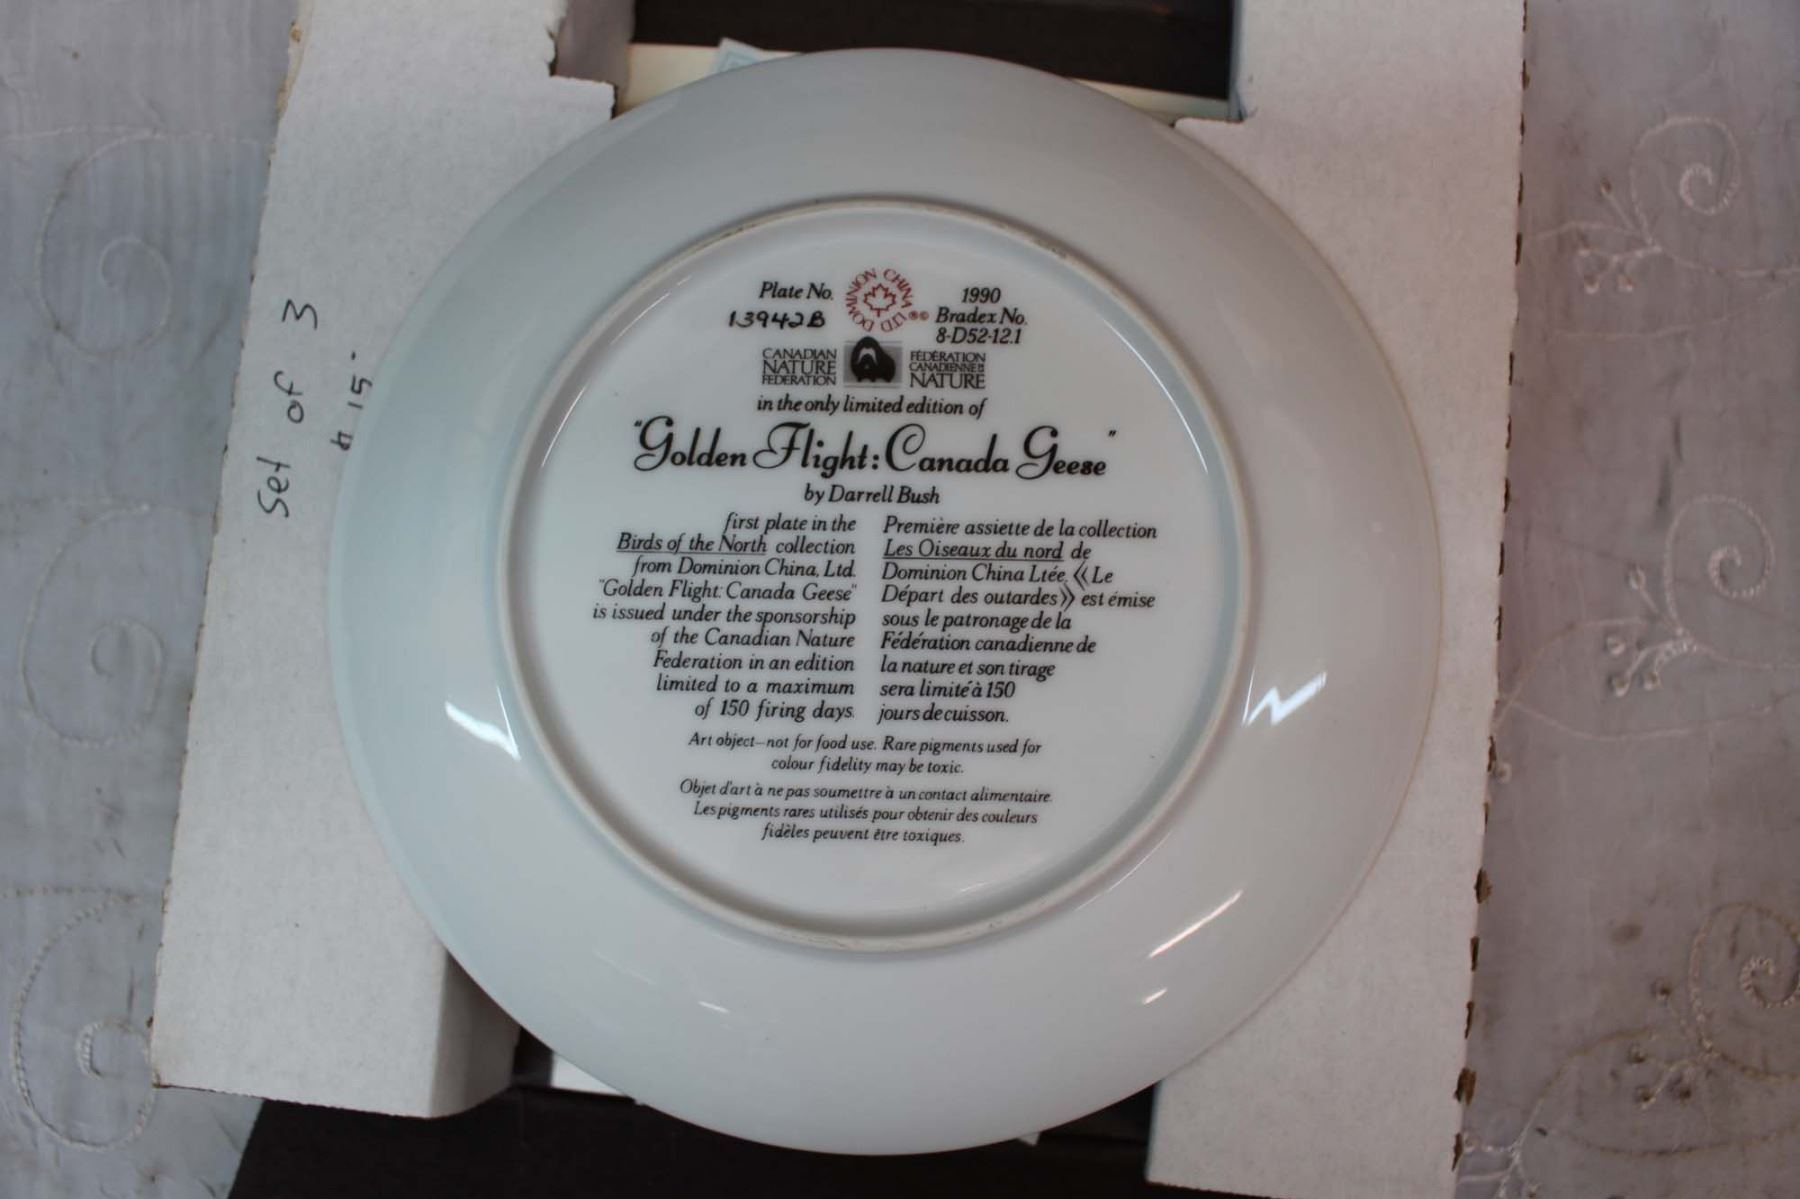 Set of 3
Plate No.
13942B
DOMINION CHINA LTD
®©
1990
Bradex No.
8-D52-12.1
CANADIAN
NATURE
FEDERATION
FÉDÉRATION
CANADIENNE DE LA
NATURE
in the only limited edition of
"Golden Flight: Canada Geese"
by Darrell Bush
first plate in the
Birds of the North collection
from Dominion China, Ltd.
"Golden Flight: Canada Geese"
is issued under the sponsorship
of the Canadian Nature
Federation in an edition
limited to a maximum
of 150 firing days.
Première assiette de la collection
Les Oiseaux du nord de
Dominion China Ltée. «Le
Départ des outardes» est émise
sous le patronage de la
Fédération canadienne de
la nature et son tirage
sera limité à 150
jours de cuisson.
Art object—not for food use. Rare pigments used for
colour fidelity may be toxic.
Objet d'art à ne pas soumettre à un contact alimentaire.
Les pigments rares utilisés pour obtenir des couleurs
fidèles peuvent être toxiques.